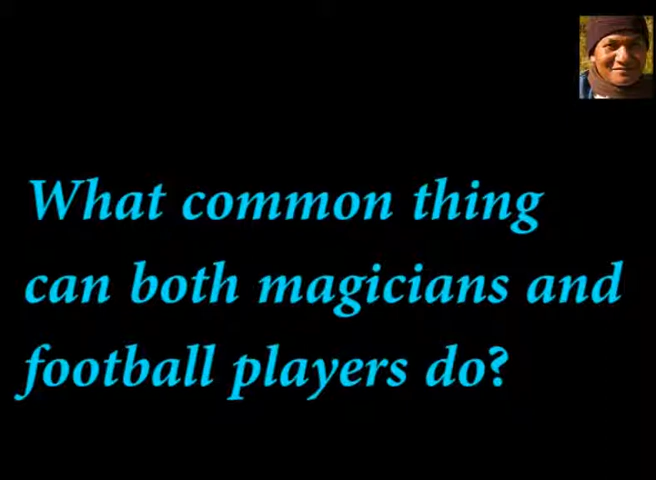 What common thing
can both magicians and
football players do?